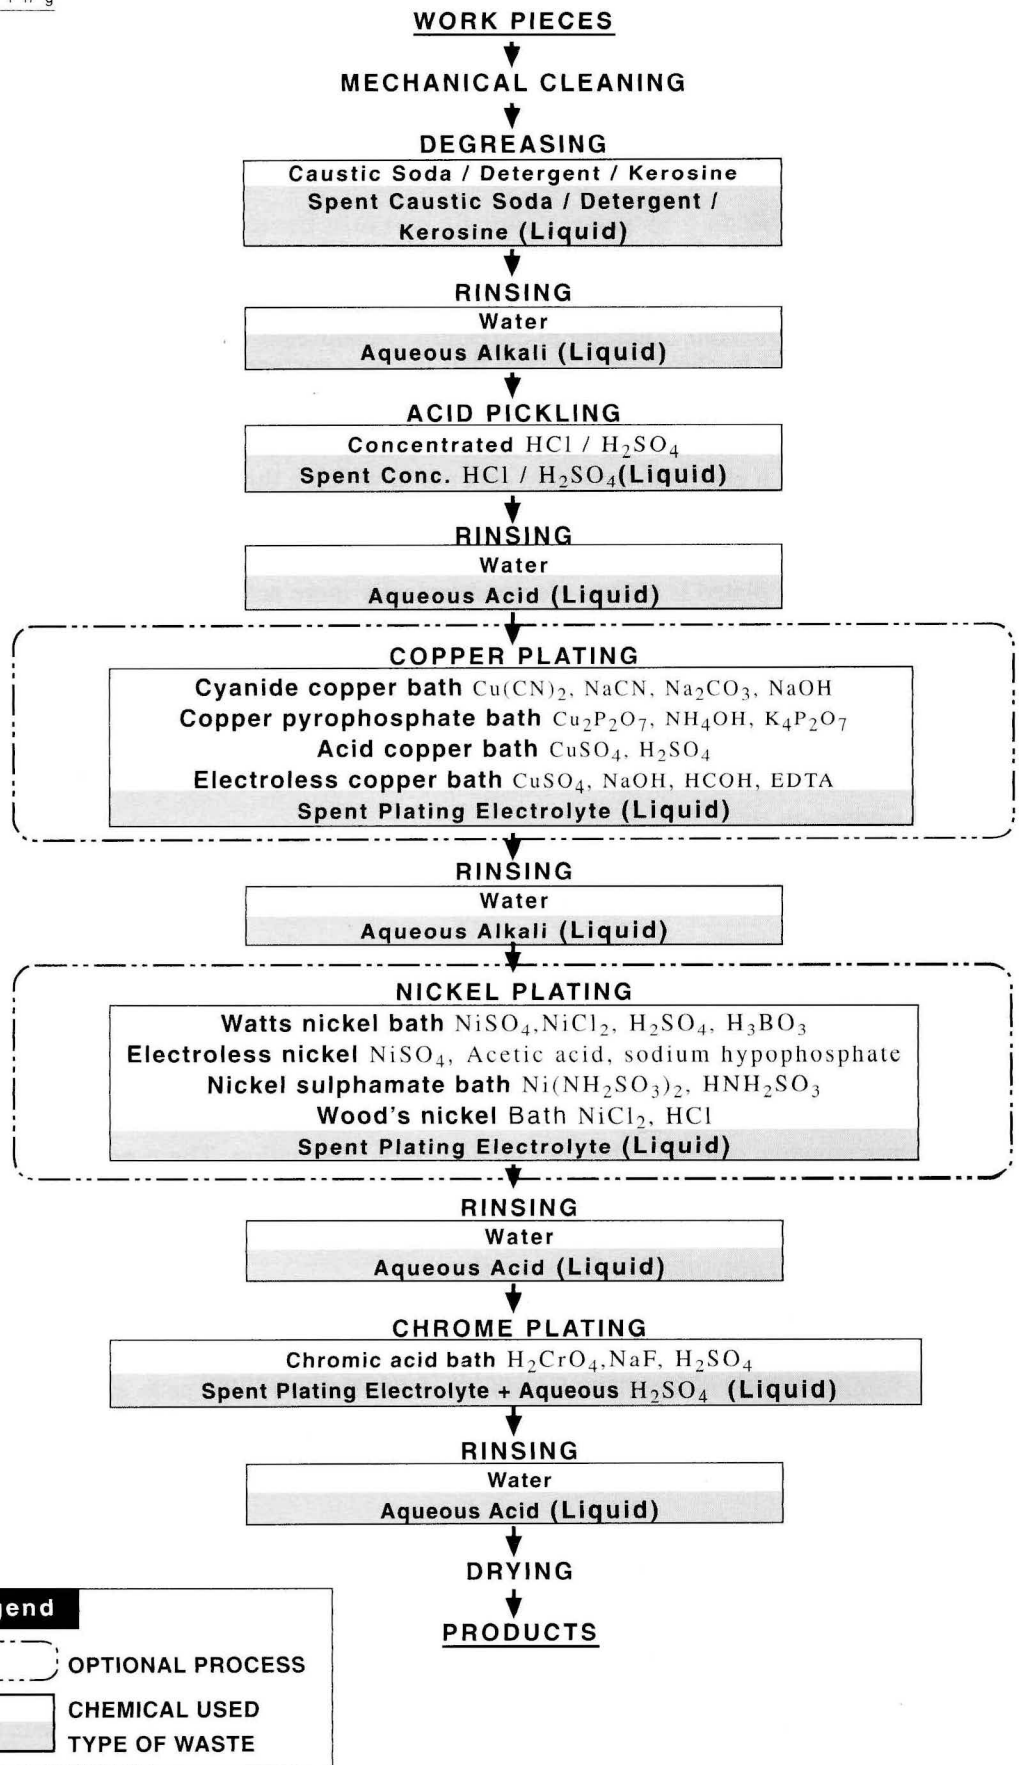 WORK PIECES
MECHANICAL CLEANING
DEGREASING
Caustic Soda / Detergent / Kerosine
Spent Caustic Soda / Detergent /
Kerosine (Liquid)
RINSING
Water
Aqueous Alkali (Liquid)
ACID PICKLING
Concentrated HCl / H₂SO₄
Spent Conc. HCl / H₂SO₄(Liquid)
RINSING
Water
Aqueous Acid (Liquid)
COPPER PLATING
Cyanide copper bath Cu(CN)₂, NaCN, Na₂CO₃, NaOH
Copper pyrophosphate bath Cu₂P₂O₇, NH₄OH, K₄P₂O₇
Acid copper bath CuSO₄, H₂SO₄
Electroless copper bath CuSO₄, NaOH, HCOH, EDTA
Spent Plating Electrolyte (Liquid)
RINSING
Water
Aqueous Alkali (Liquid)
NICKEL PLATING
Watts nickel bath NiSO₄,NiCl₂, H₂SO₄, H₃BO₃
Electroless nickel NiSO₄, Acetic acid, sodium hypophosphate
Nickel sulphamate bath Ni(NH₂SO₃)₂, HNH₂SO₃
Wood's nickel Bath NiCl₂, HCl
Spent Plating Electrolyte (Liquid)
RINSING
Water
Aqueous Acid (Liquid)
CHROME PLATING
Chromic acid bath H₂CrO₄,NaF, H₂SO₄
Spent Plating Electrolyte + Aqueous H₂SO₄ (Liquid)
RINSING
Water
Aqueous Acid (Liquid)
DRYING
PRODUCTS
gend
OPTIONAL PROCESS
CHEMICAL USED
TYPE OF WASTE